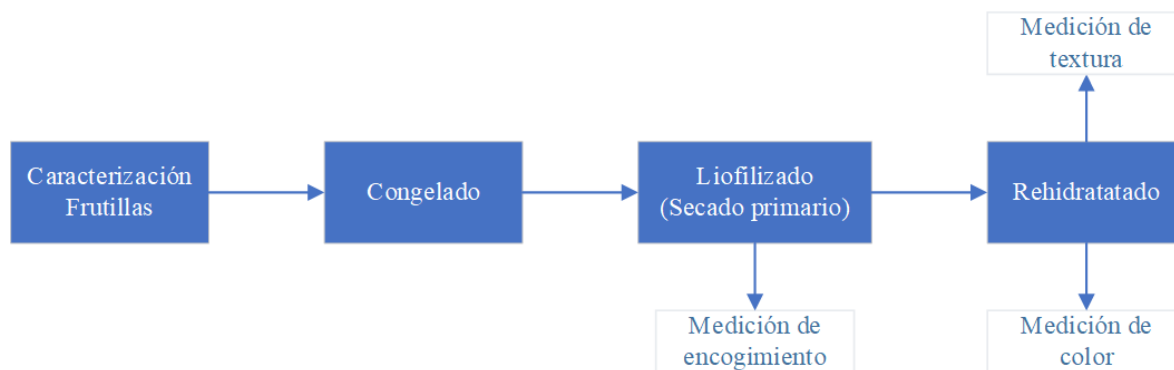 Medición de
textura
Caracterización
Frutillas
Congelado
Liofilizado
(Secado primario)
Rehidratatado
Medición de
encogimiento
Medición de
color